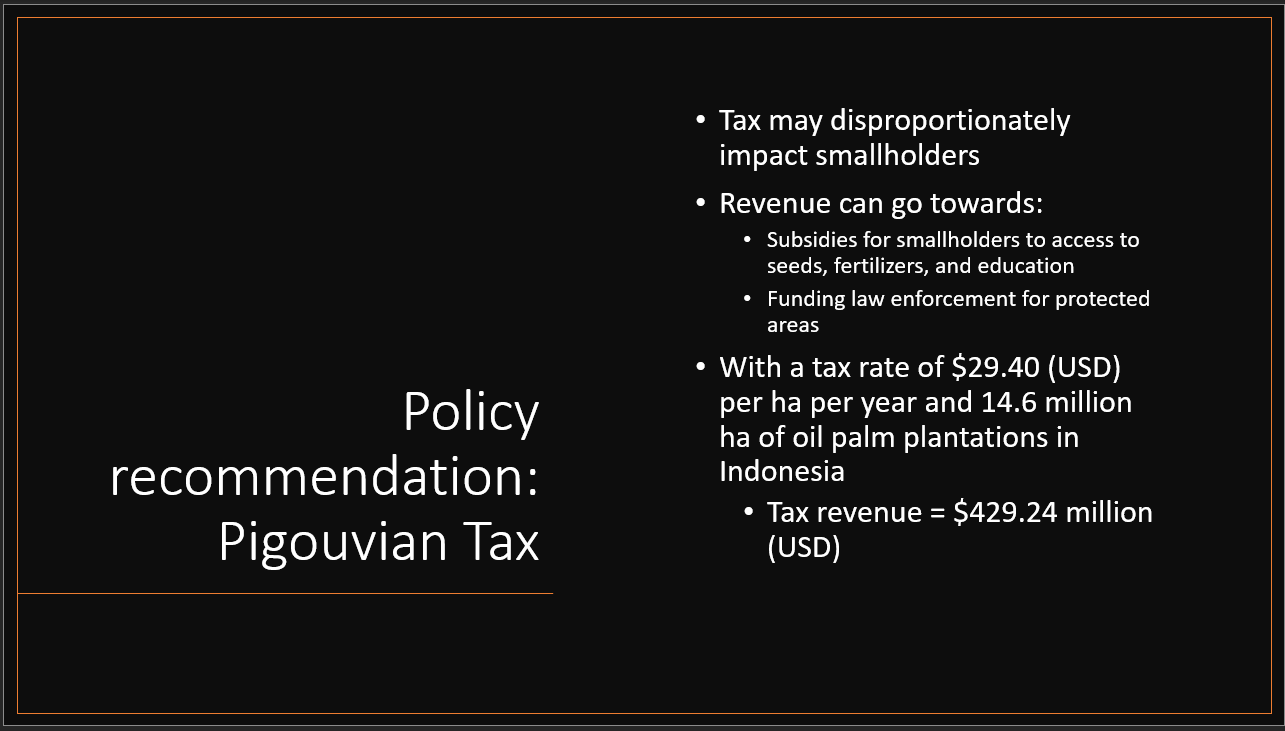 Policy
recommendation:
Pigouvian Tax
• Tax may disproportionately
impact smallholders
• Revenue can go towards:
• Subsidies for smallholders to access to
seeds, fertilizers, and education
• Funding law enforcement for protected
areas
• With a tax rate of $29.40 (USD)
per ha per year and 14.6 million
ha of oil palm plantations in
Indonesia
• Tax revenue = $429.24 million
(USD)